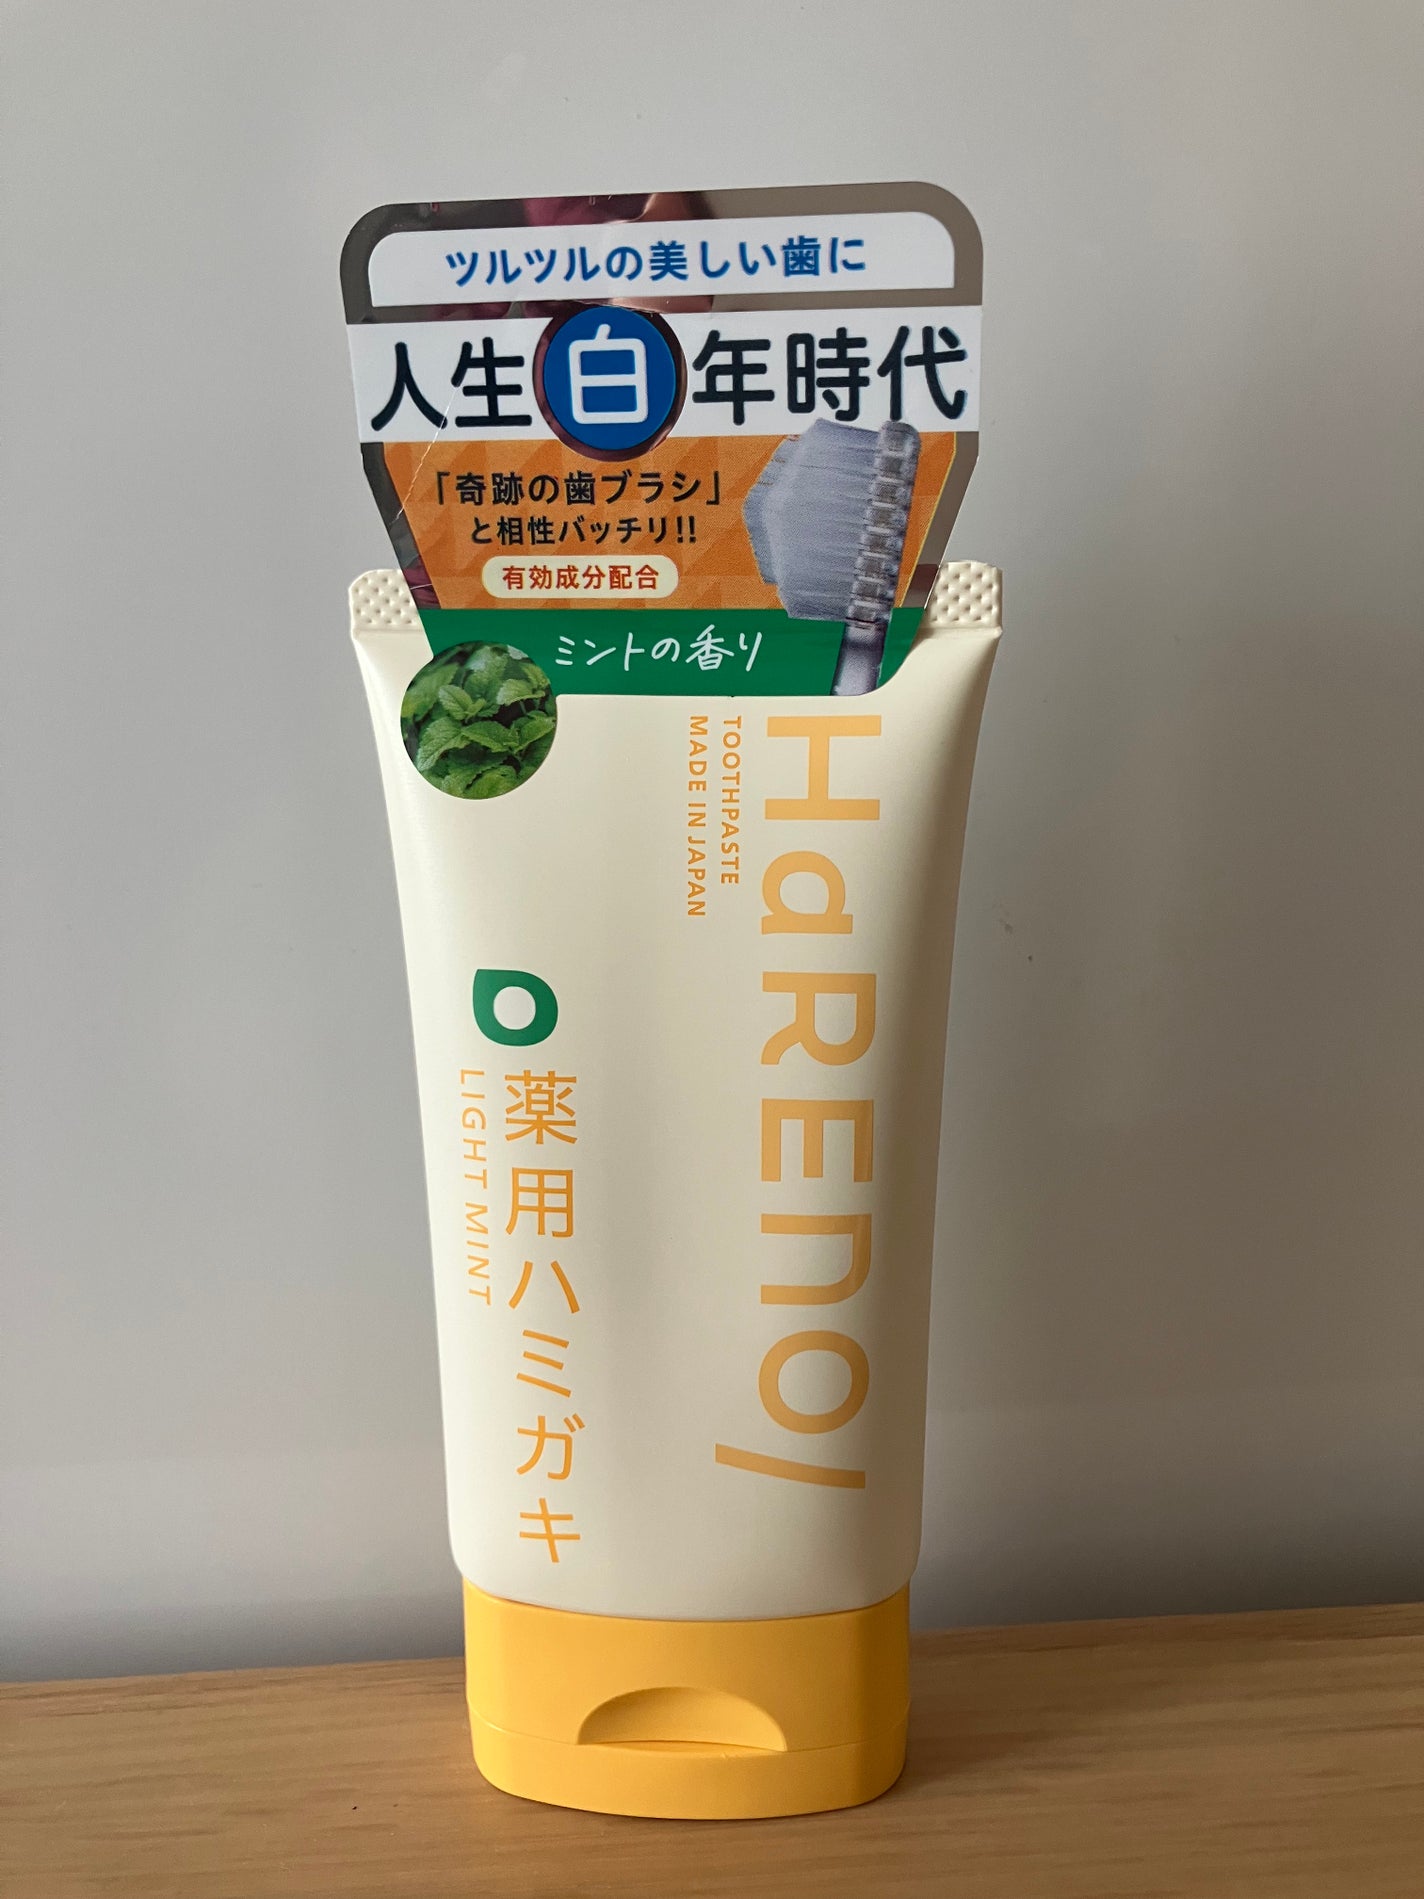 ツルツルの美しい歯に
人生白年時代
「奇跡の歯ブラシ」
と相性バッチリ!!
有効成分配合
ミントの香り
HaREno/
TOOTHPASTE
MADE IN JAPAN
薬用ハミガキ
LIGHT MINT